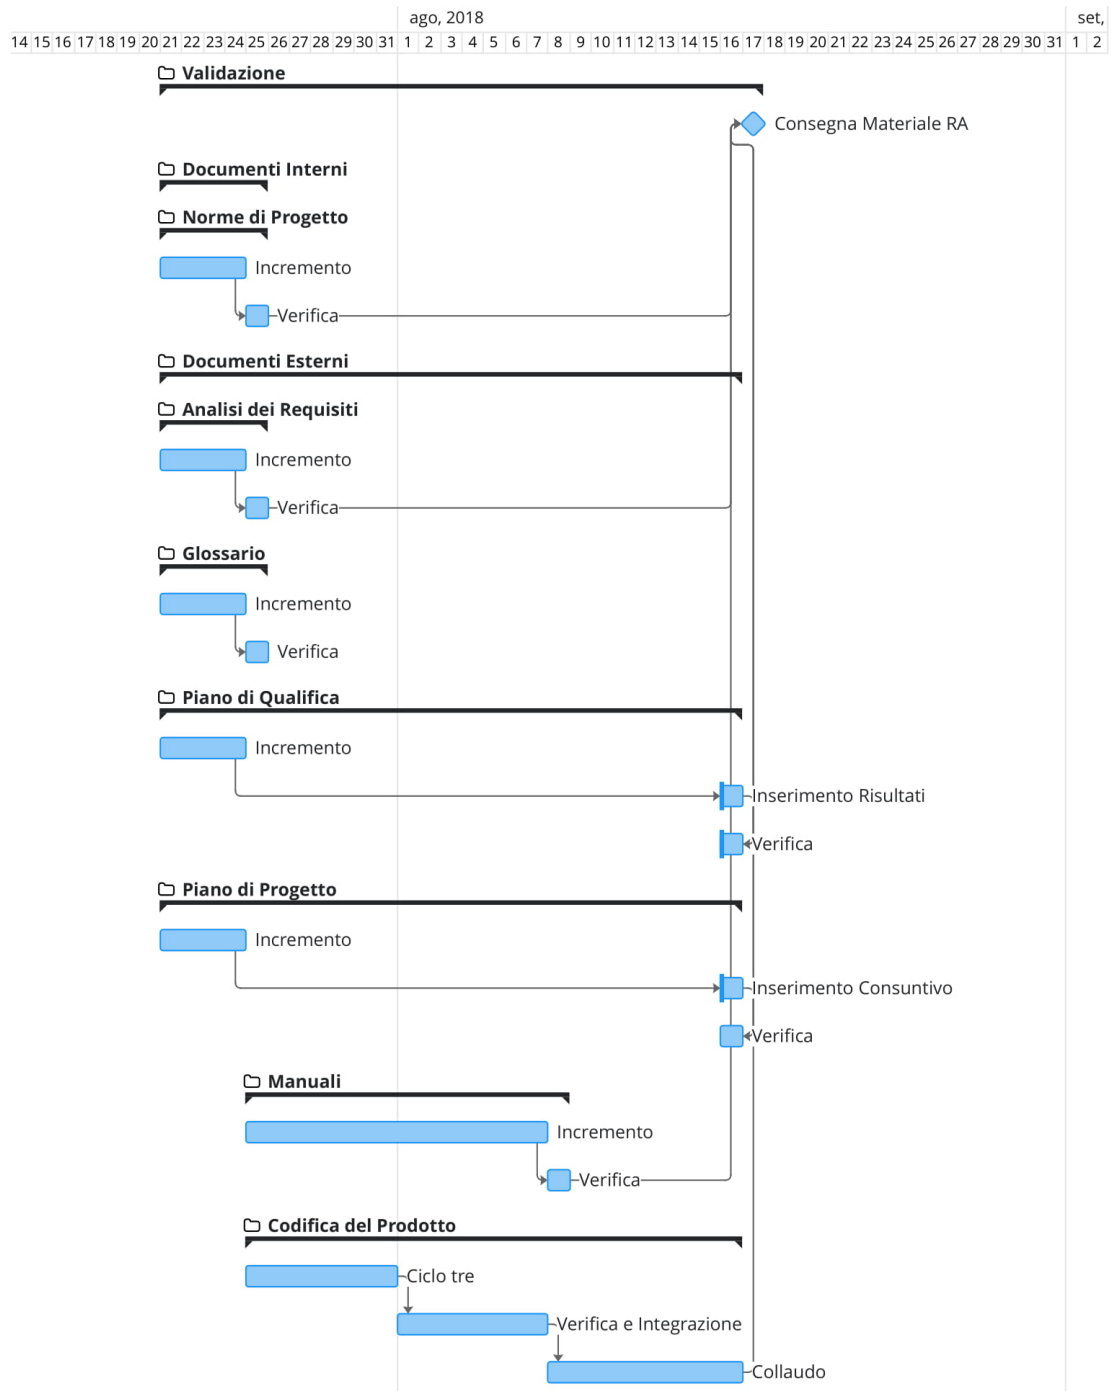 ago, 2018 set,
14 15 16 17 18 19 20 21 22 23 24 25 26 27 28 29 30 31 1 2 3 4 5 6 7 8 9 10 11 12 13 14 15 16 17 18 19 20 21 22 23 24 25 26 27 28 29 30 31 1 2
Validazione
Consegna Materiale RA
Documenti Interni
Norme di Progetto
Incremento
Verifica
Documenti Esterni
Analisi dei Requisiti
Incremento
Verifica
Glossario
Incremento
Verifica
Piano di Qualifica
Incremento
Inserimento Risultati
Verifica
Piano di Progetto
Incremento
Inserimento Consuntivo
Verifica
Manuali
Incremento
Verifica
Codifica del Prodotto
Ciclo tre
Verifica e Integrazione
Collaudo